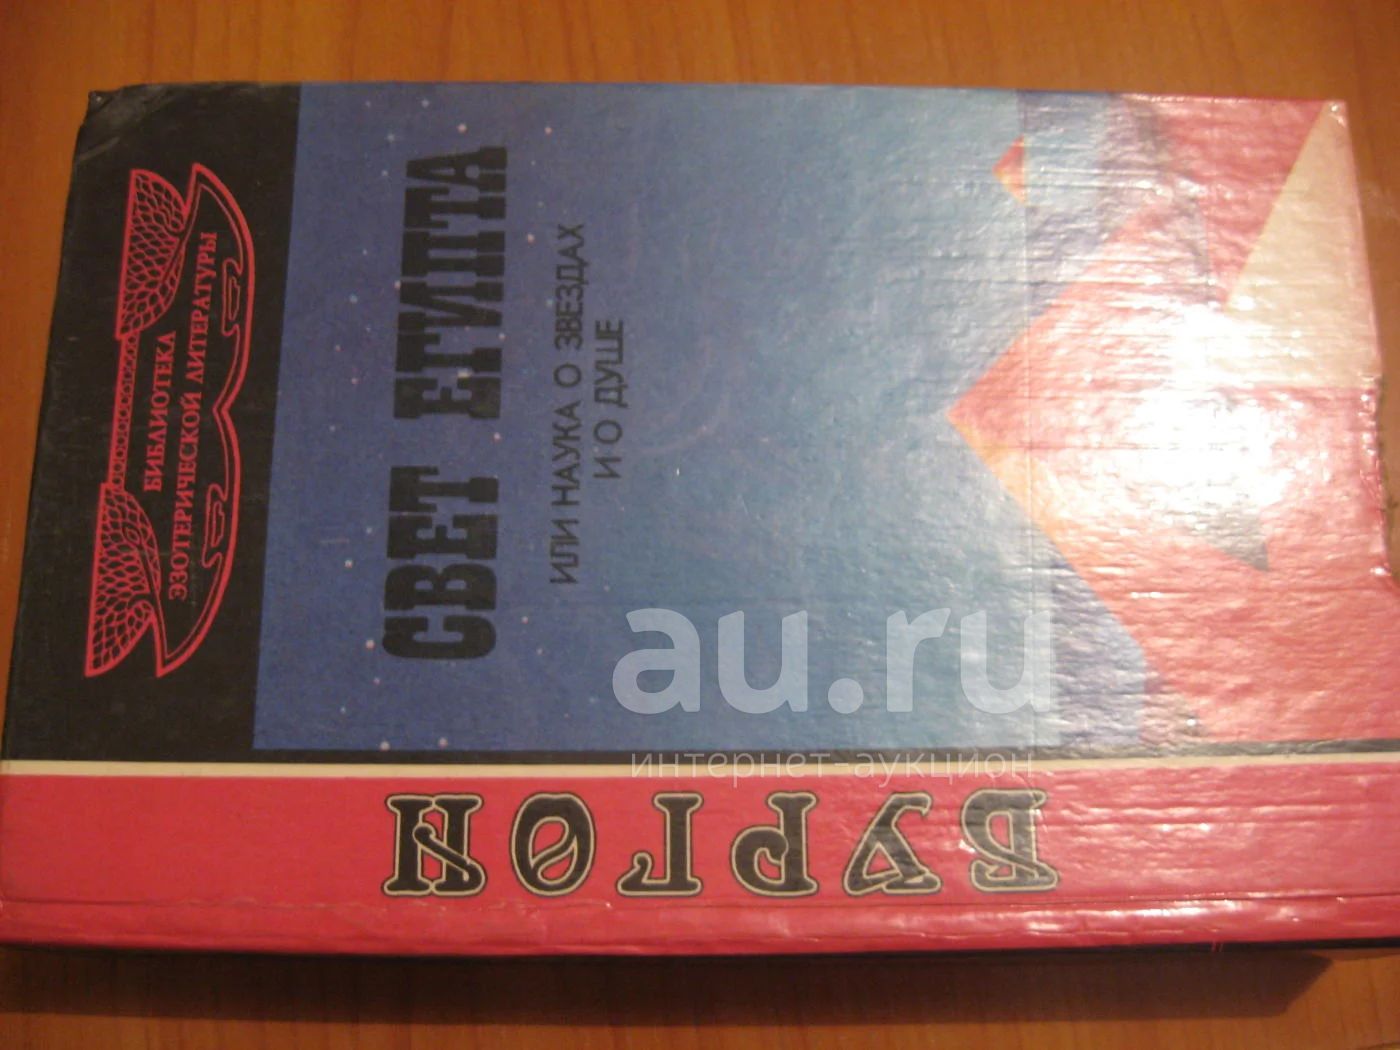 БИБЛИОТЕКА
ЭЗОТЕРИЧЕСКОЙ ЛИТЕРАТУРЫ
СВЕТ ЕГИПТА
ИЛИ НАУКА О ЗВЕЗДАХ
И О ДУШЕ
БУРГОН
au.ru
интернет-аукцион